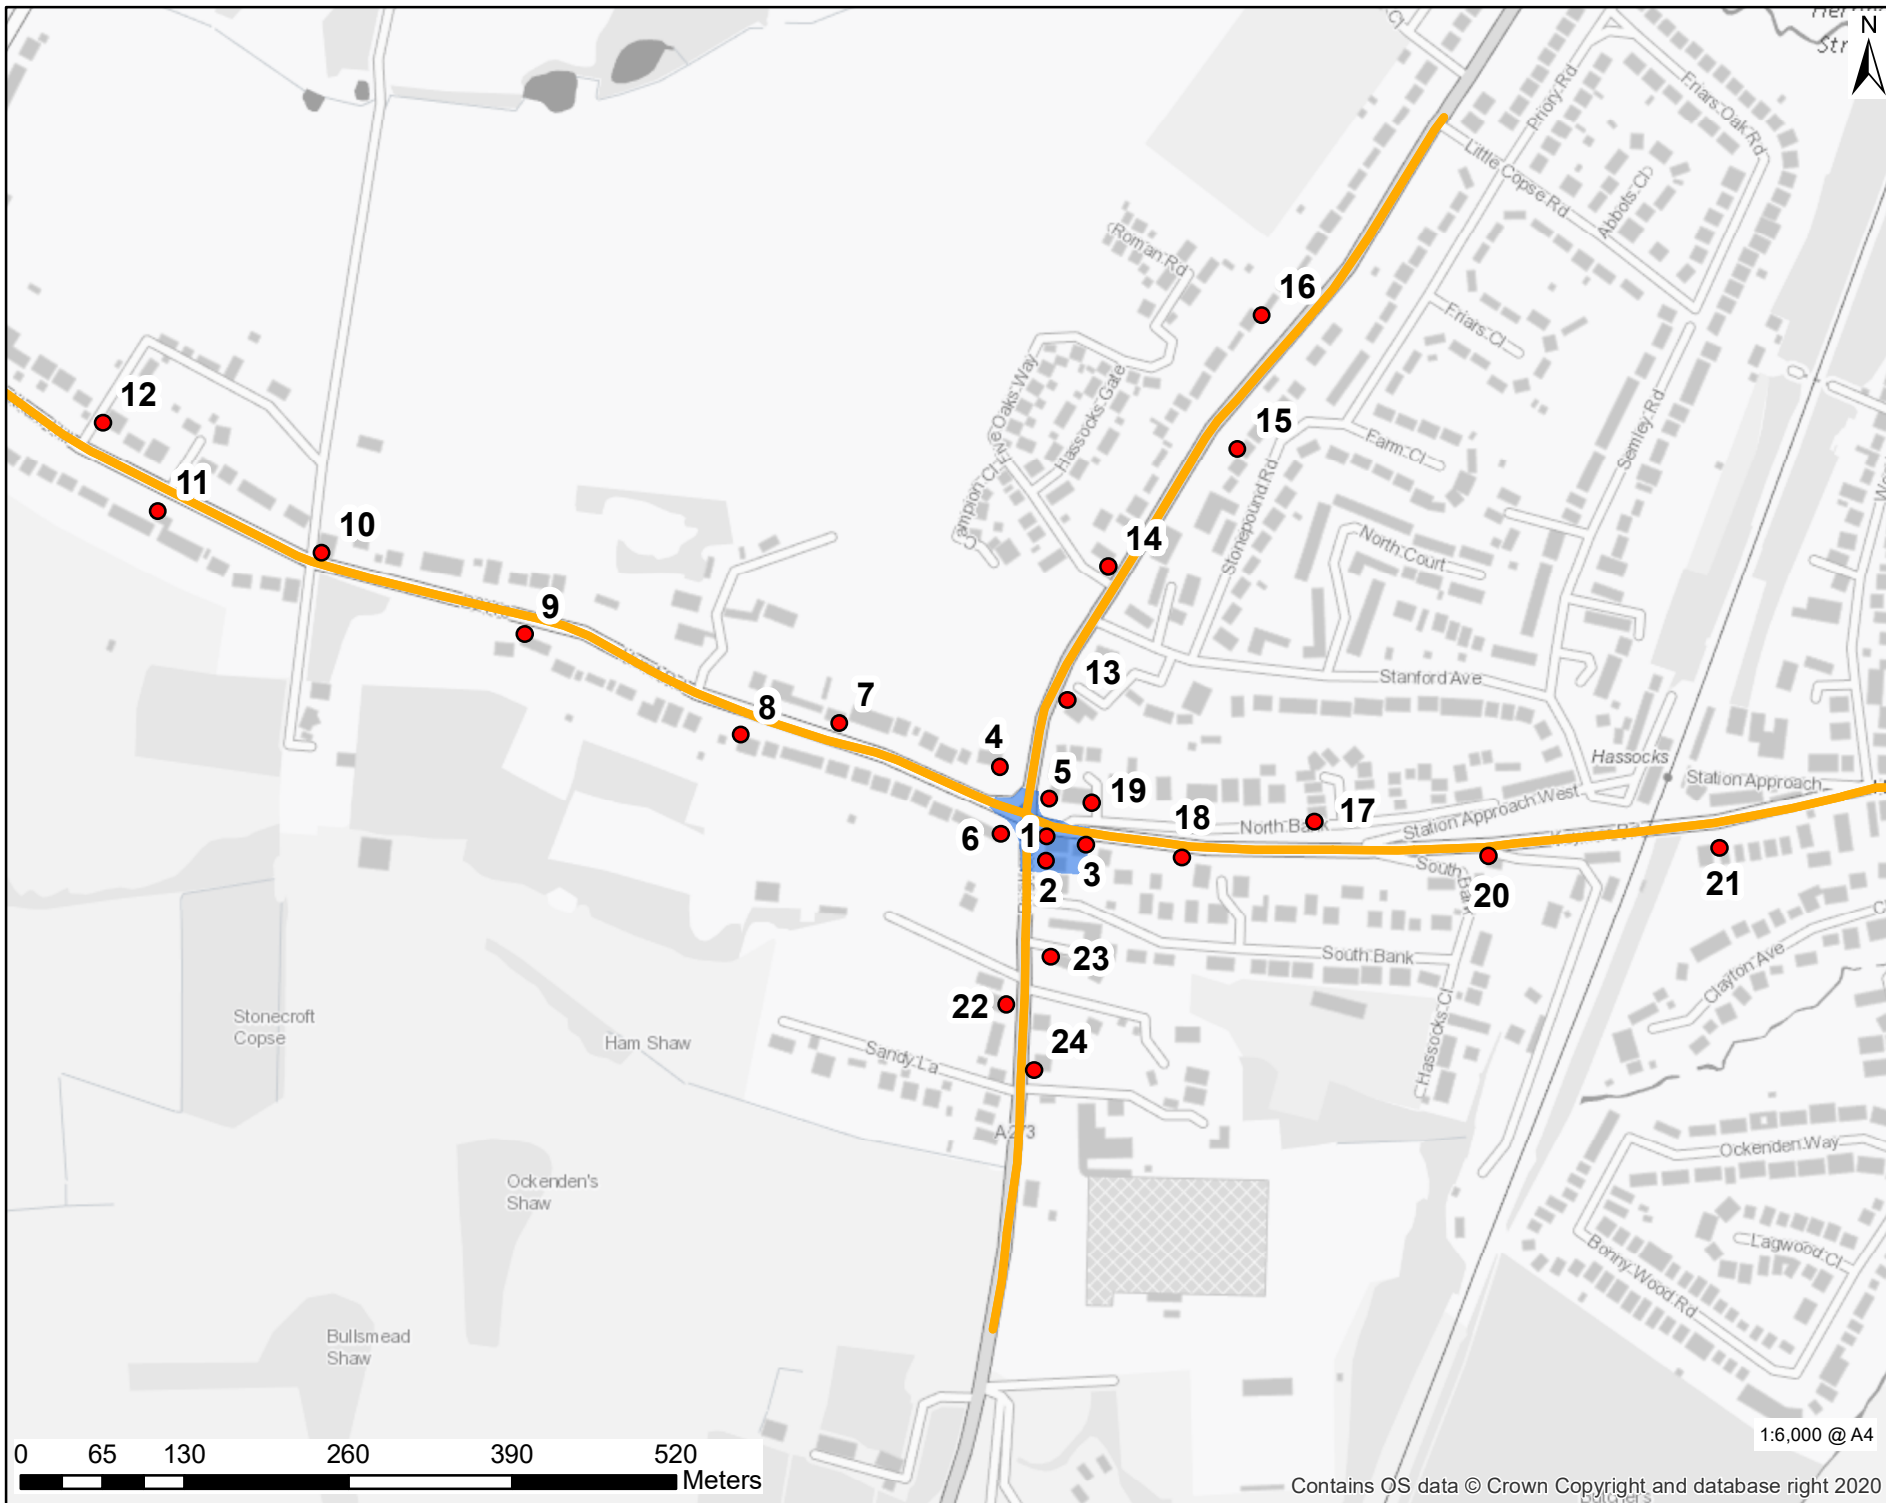 N
Priory Rd
Friars Oak Rd
Little Copse Rd
Abbots Cl
Roman Rd
16
Friars Cl
Five Oaks Way
Hassocks Gate
12
15
Farm Cl
Semley Rd
11
Campion Cl
Stonepound Rd
10
14
North Court
9
13
Stanford Ave
7
8
4
Hassocks
5
19
Station Approach
17
18
North Bank
Station Approach West
6
1
2
3
South Bank
20
21
23
South Bank
Clayton Ave
22
Stonecroft
Copse
Ham Shaw
24
Sandy La
Hassocks Cl
A273
Ockenden Way
Ockenden's
Shaw
Lagwood Cl
Bonny Wood Rd
Bullsmead
Shaw
0 65 130 260 390 520
Meters
1:6,000 @ A4
Contains OS data © Crown Copyright and database right 2020